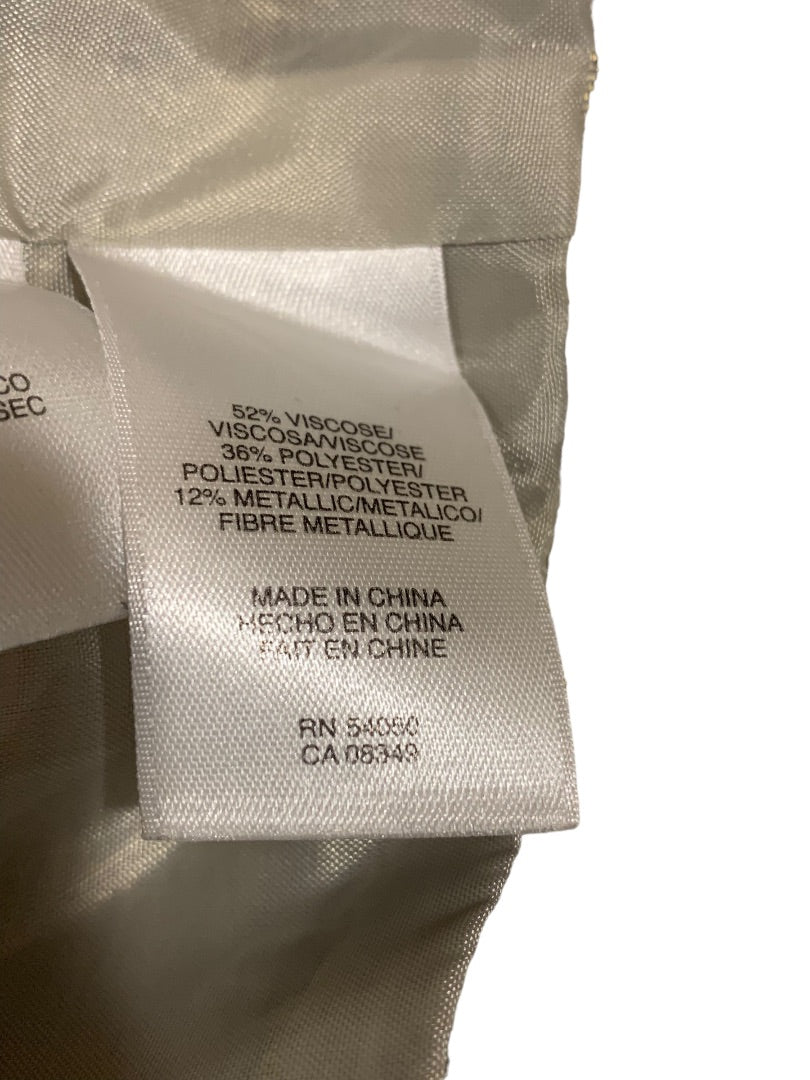 CO
SEC
52% VISCOSE/
VISCOSA/VISCOSE
36% POLYESTER/
POLIESTER/POLYESTER
12% METALLIC/METALICO/
FIBRE METALLIQUE
MADE IN CHINA
HECHO EN CHINA
FAIT EN CHINE
RN 54050
CA 08349